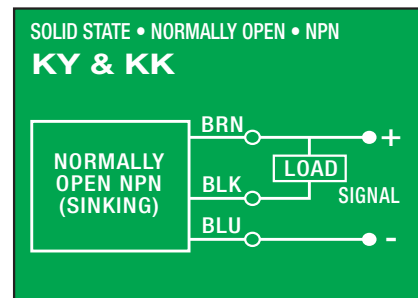 SOLID STATE • NORMALLY OPEN • NPN
KY & KK
BRN
+
NORMALLY
OPEN NPN
(SINKING)
LOAD
BLK
SIGNAL
BLU
-